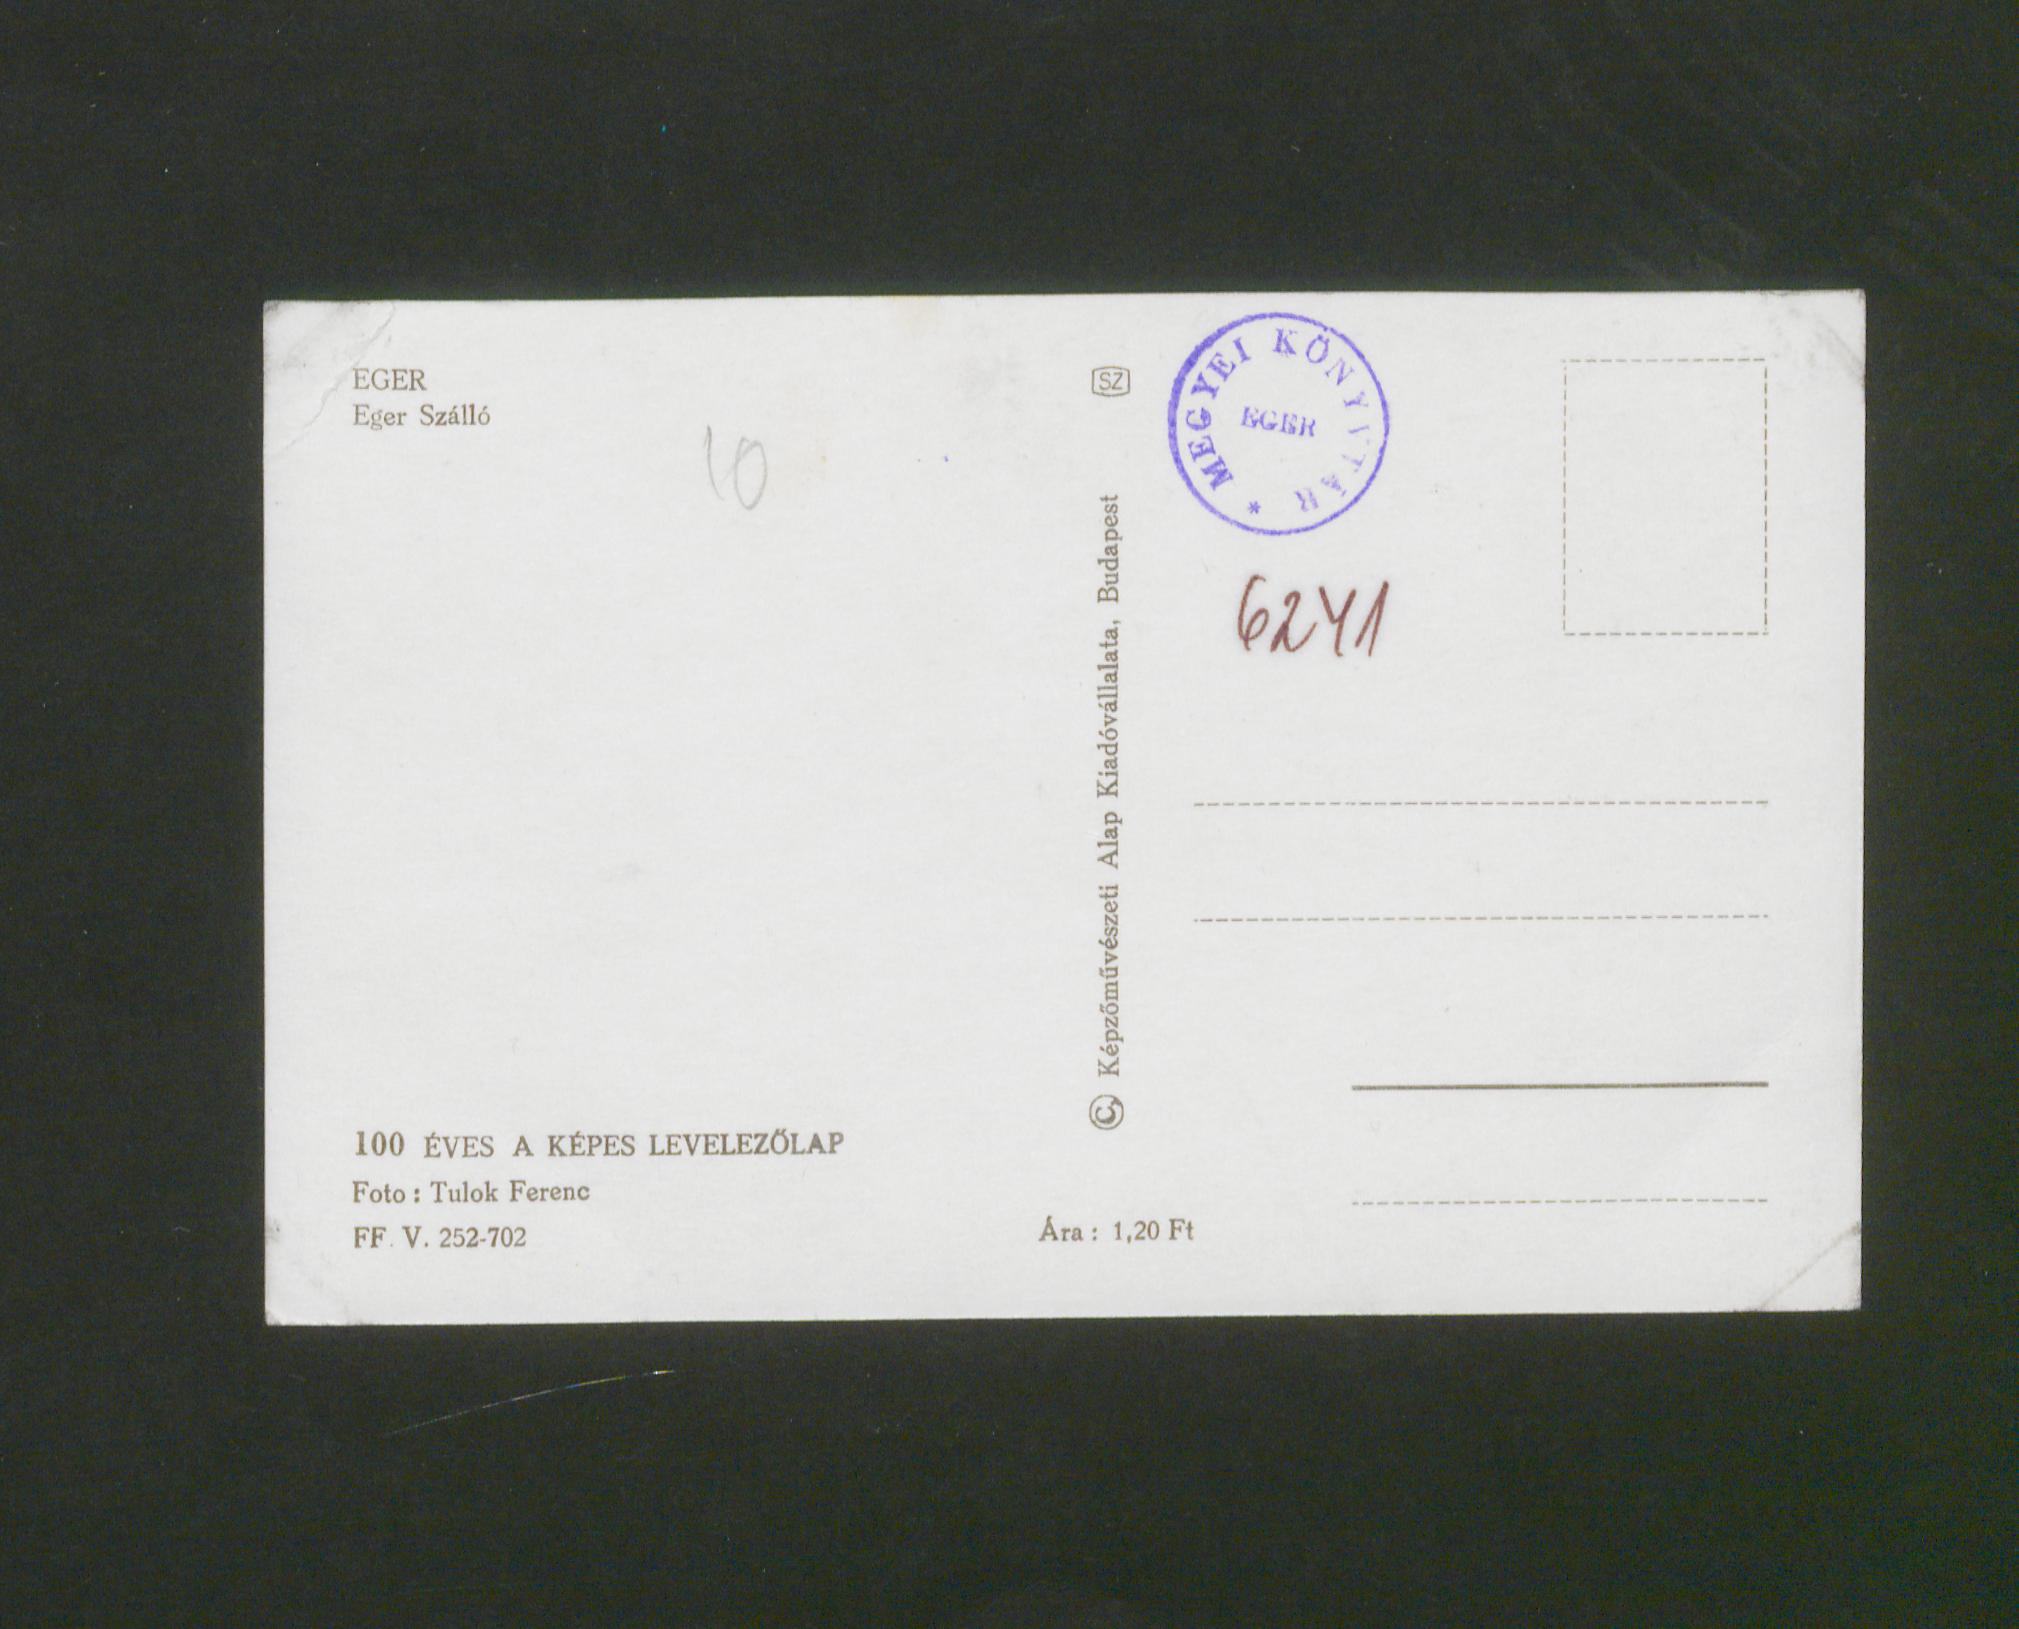 EGER
Eger Szálló
10
100 ÉVES A KÉPES LEVELEZŐLAP
Foto : Tulok Ferenc
FF. V. 252-702
SZ
© Képzőművészeti Alap Kiadóvállalata, Budapest
Ára : 1,20 Ft
* MEGYEI KÖNYVTÁR
EGER
6241